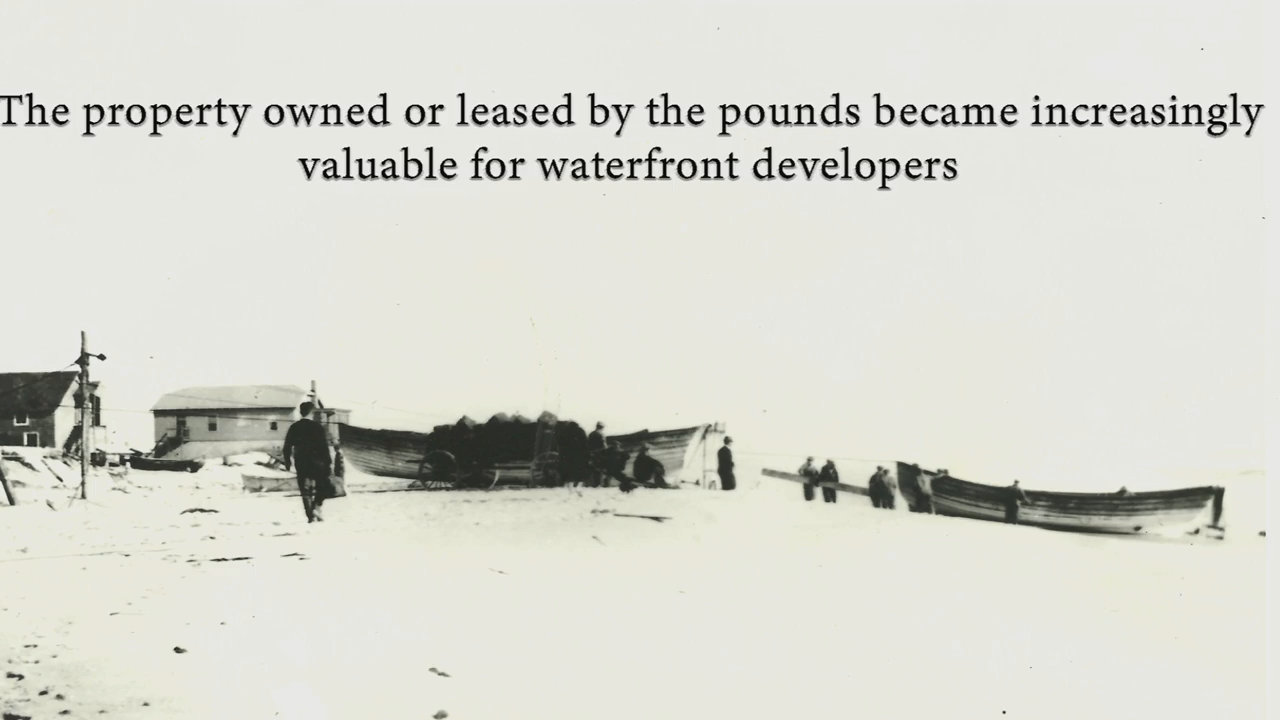 The property owned or leased by the pounds became increasingly
valuable for waterfront developers